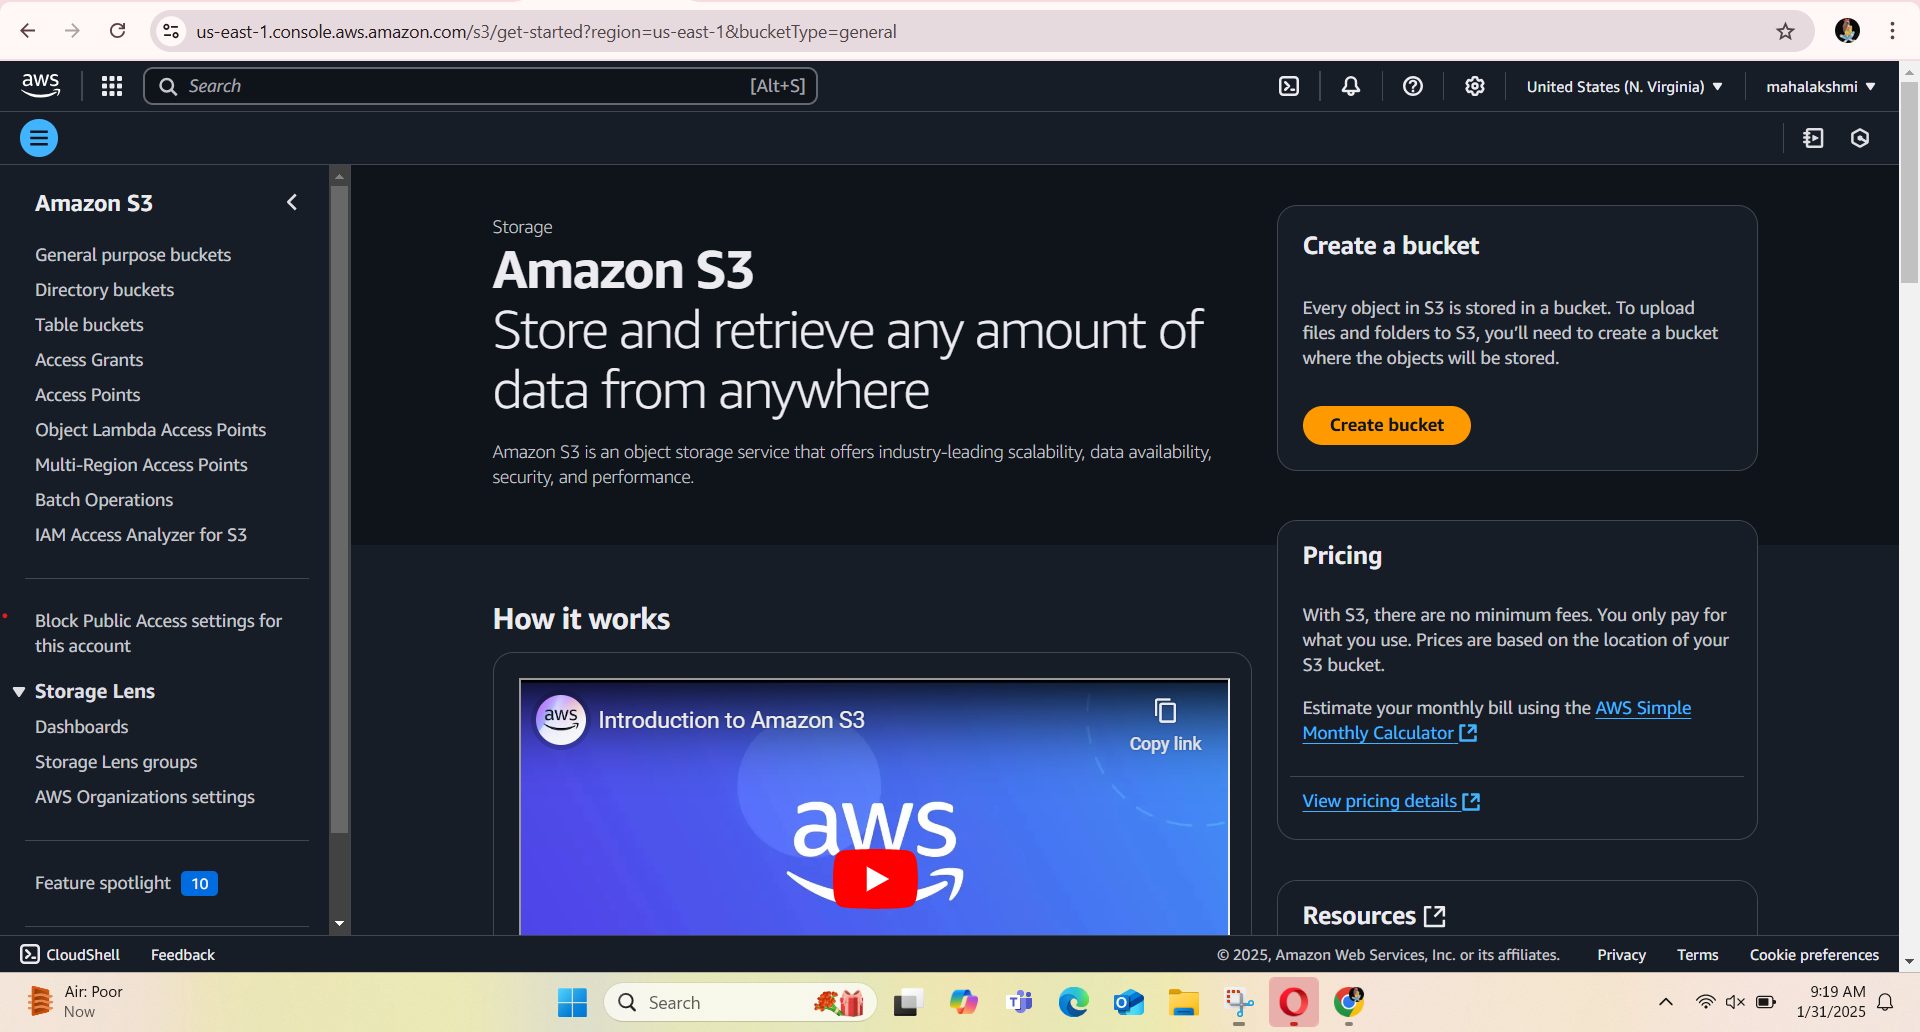 us-east-1.console.aws.amazon.com/s3/get-started?region=us-east-1&bucketType=general
aws
Search
[Alt+S]
United States (N. Virginia)
mahalakshmi
Amazon S3
General purpose buckets
Directory buckets
Table buckets
Access Grants
Access Points
Object Lambda Access Points
Multi-Region Access Points
Batch Operations
IAM Access Analyzer for S3
Block Public Access settings for
this account
Storage Lens
Dashboards
Storage Lens groups
AWS Organizations settings
Feature spotlight 10
Storage
Amazon S3
Store and retrieve any amount of
data from anywhere
Amazon S3 is an object storage service that offers industry-leading scalability, data availability,
security, and performance.
How it works
aws
Introduction to Amazon S3
Copy link
aws
Create a bucket
Every object in S3 is stored in a bucket. To upload
files and folders to S3, you’ll need to create a bucket
where the objects will be stored.
Create bucket
Pricing
With S3, there are no minimum fees. You only pay for
what you use. Prices are based on the location of your
S3 bucket.
Estimate your monthly bill using the AWS Simple
Monthly Calculator
View pricing details
Resources
CloudShell
Feedback
© 2025, Amazon Web Services, Inc. or its affiliates.
Privacy
Terms
Cookie preferences
Air: Poor
Now
Search
9:19 AM
1/31/2025